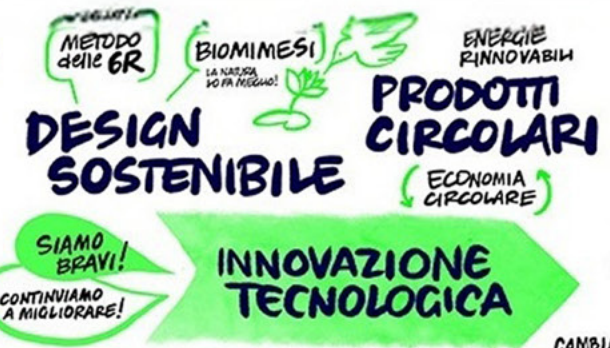 METODO
delle 6R
BIOMIMESI
LA NATURA
LO FA MEGLIO!
ENERGIE
RINNOVABILI
DESIGN
SOSTENIBILE
PRODOTTI
CIRCOLARI
ECONOMIA
CIRCOLARE
SIAMO
BRAVI!
CONTINUIAMO
A MIGLIORARE!
INNOVAZIONE
TECNOLOGICA